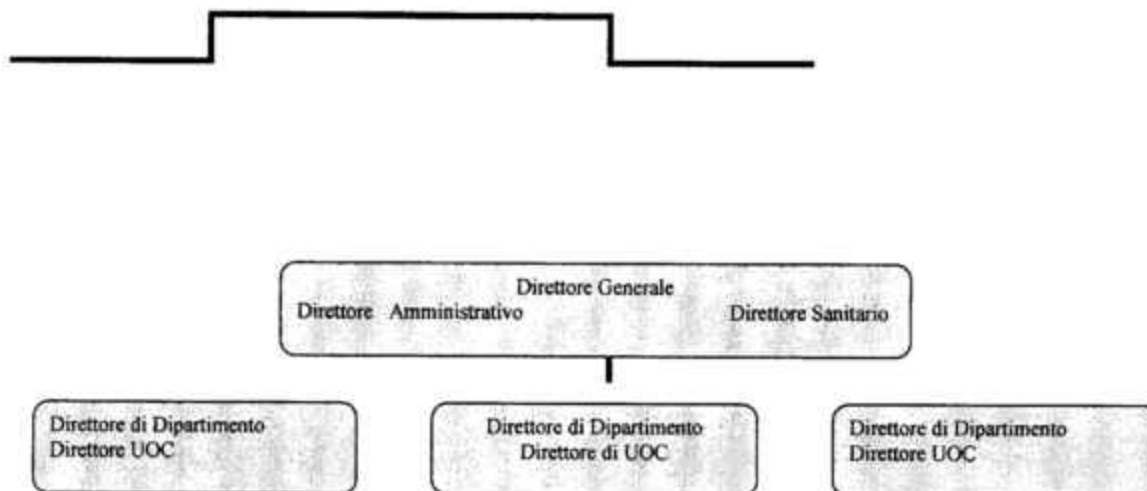 Direttore Generale
Direttore Amministrativo Direttore Sanitario
Direttore di Dipartimento
Direttore UOC
Direttore di Dipartimento
Direttore di UOC
Direttore di Dipartimento
Direttore UOC